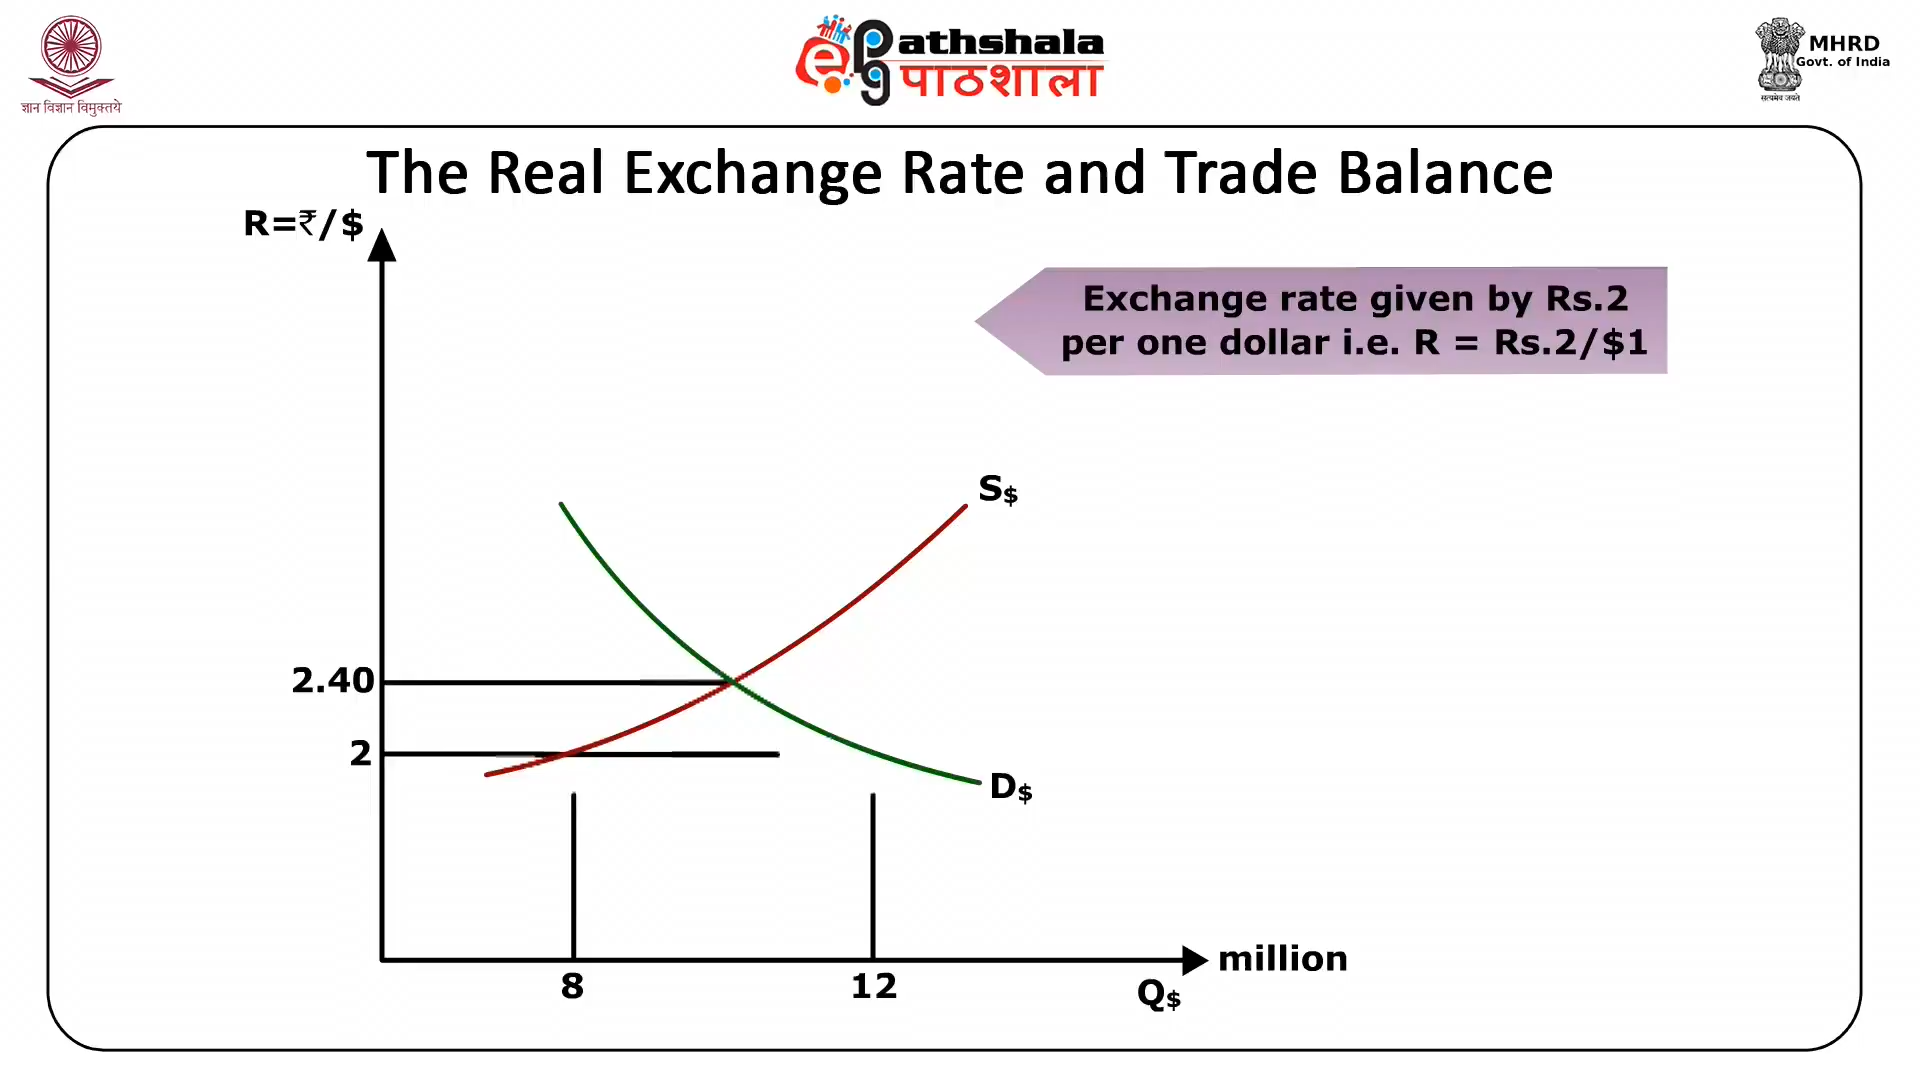 ज्ञान विज्ञान विमुक्तये
e
Pathshala
pg पाठशाला
MHRD
Govt. of India
सत्यमेव जयते
The Real Exchange Rate and Trade Balance
R=₹/$
Exchange rate given by Rs.2
per one dollar i.e. R = Rs.2/$1
S$
2.40
2
D$
million
8
12
Q$